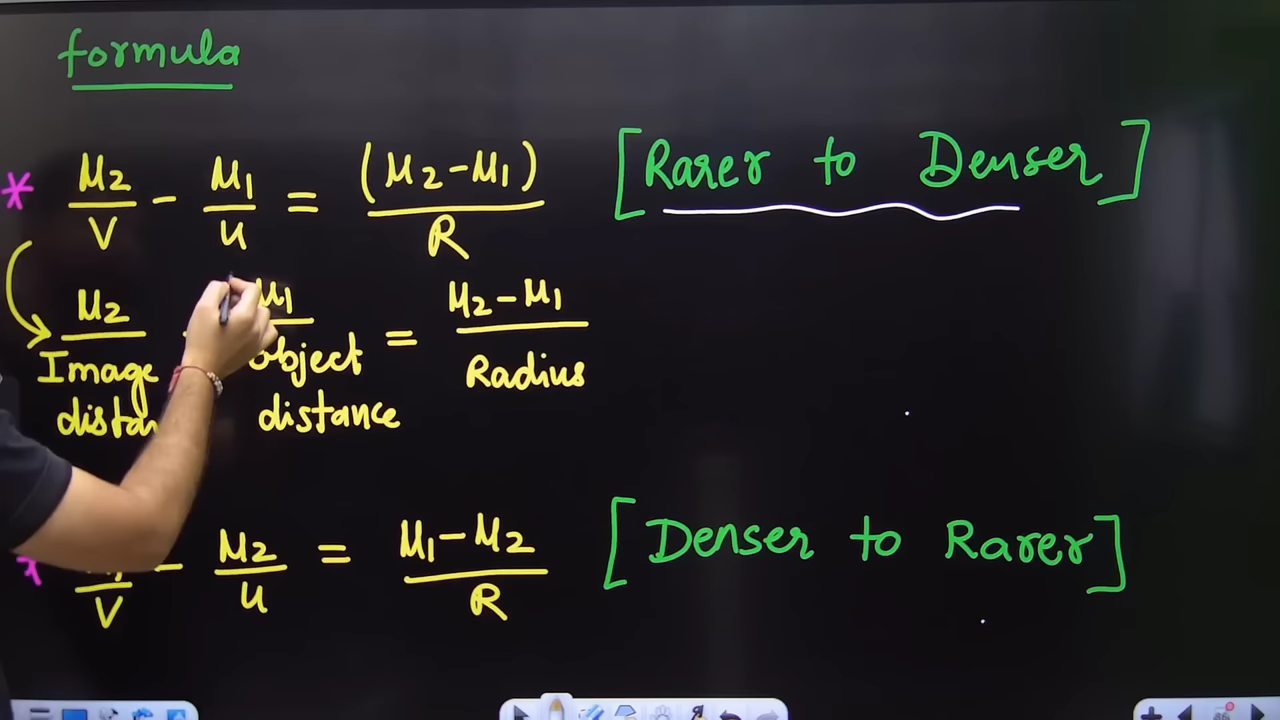 formula
* μ₂/V - μ₁/u = (μ₂-μ₁)/R [Rarer to Denser]
μ₂/Image - μ₁/object distance = μ₂-μ₁/Radius
/V - μ₂/u = μ₁-μ₂/R [Denser to Rarer]